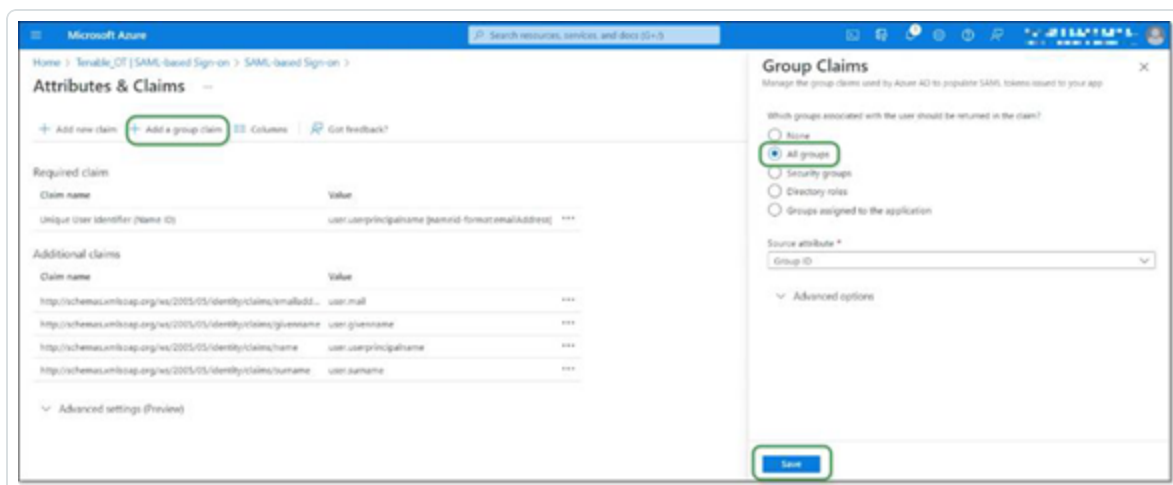 Microsoft Azure
Search resources, services, and docs (G+/)
Home > Tenable_OT | SAML-based Sign-on > SAML-based Sign-on >
Attributes & Claims
Add new claim
Add a group claim
Columns
Got feedback?
Required claim
Claim name
Value
Unique User Identifier (Name ID)
user.userprincipalname [nameid-format:emailAddress]
Additional claims
Claim name
Value
http://schemas.xmlsoap.org/ws/2005/05/identity/claims/emailadd...
user.mail
http://schemas.xmlsoap.org/ws/2005/05/identity/claims/givenname
user.givenname
http://schemas.xmlsoap.org/ws/2005/05/identity/claims/name
user.userprincipalname
http://schemas.xmlsoap.org/ws/2005/05/identity/claims/surname
user.surname
Advanced settings (Preview)
Group Claims
Manage the group claims used by Azure AD to populate SAML tokens issued to your app
Which groups associated with the user should be returned in the claim?
None
All groups
Security groups
Directory roles
Groups assigned to the application
Source attribute *
Group ID
Advanced options
Save